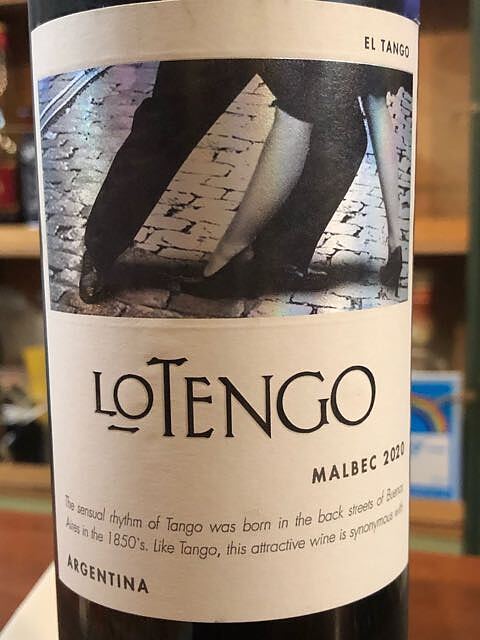 EL TANGO
LOTENGO
MALBEC 2020
The sensual rhythm of Tango was born in the back streets of Buenos
Aires in the 1850's. Like Tango, this attractive wine is synonymous with
ARGENTINA